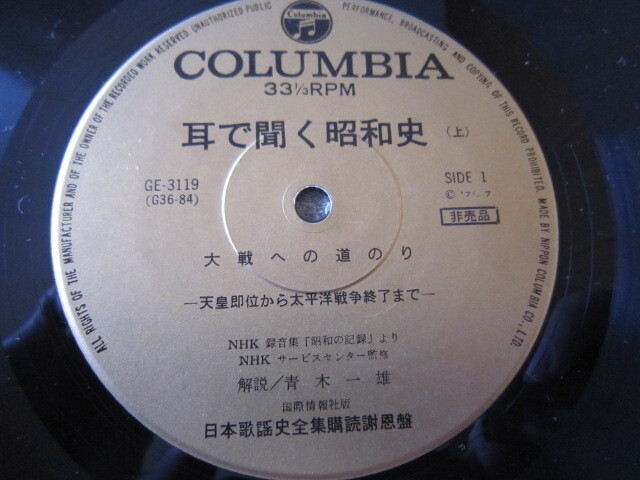 ALL RIGHTS OF THE MANUFACTURER AND OF THE OWNER OF THE RECORDED WORK RESERVED UNAUTHORIZED PUBLIC PERFORMANCE, BROADCASTING AND COPYING OF THIS RECORD PROHIBITED, MADE BY NIPPON COLUMBIA CO., LTD.
Columbia
COLUMBIA
33⅓RPM
耳で聞く昭和史 (上)
GE-3119
(G36-84)
SIDE 1
Ⓒ '71. 7
非売品
大戦への道のり
—天皇即位から太平洋戦争終了まで—
NHK 録音集「昭和の記録」より
NHK サービスセンター監修
解説/青木一雄
国際情報社版
日本歌謡史全集購読謝恩盤